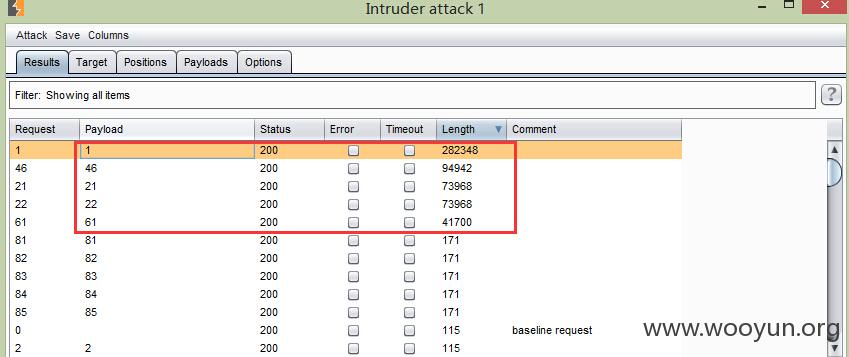 Intruder attack 1
Attack Save Columns
Results Target Positions Payloads Options
Filter: Showing all items ?
Request Payload Status Error Timeout Length Comment
1 1 200 282348
46 46 200 94942
21 21 200 73968
22 22 200 73968
61 61 200 41700
81 81 200 171
82 82 200 171
83 83 200 171
84 84 200 171
85 85 200 171
0 200 115 baseline request
2 2 200 115
www.wooyun.org